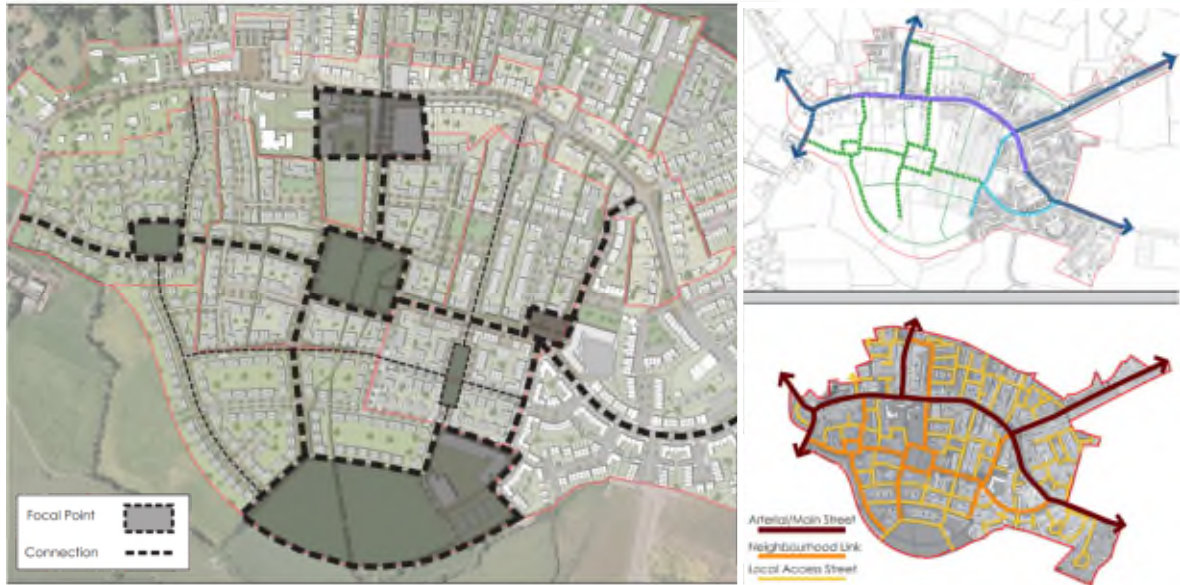 Focal Point
Connection
Arterial/Main Street
Neighbourhood Link
Local Access Street